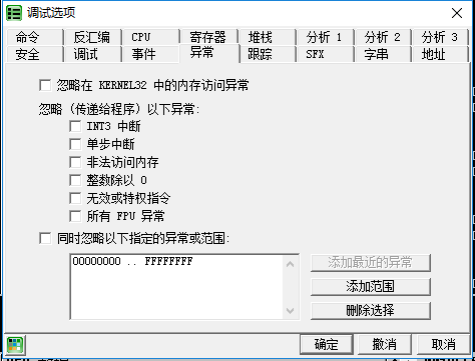 调试选项
命令 反汇编 CPU 寄存器 堆栈 分析 1 分析 2 分析 3
安全 调试 事件 异常 跟踪 SFX 字串 地址
忽略在 KERNEL32 中的内存访问异常
忽略 (传递给程序) 以下异常:
INT3 中断
单步中断
非法访问内存
整数除以 0
无效或特权指令
所有 FPU 异常
同时忽略以下指定的异常或范围:
00000000 .. FFFFFFFF
添加最近的异常
添加范围
删除选择
确定 撤消 取消